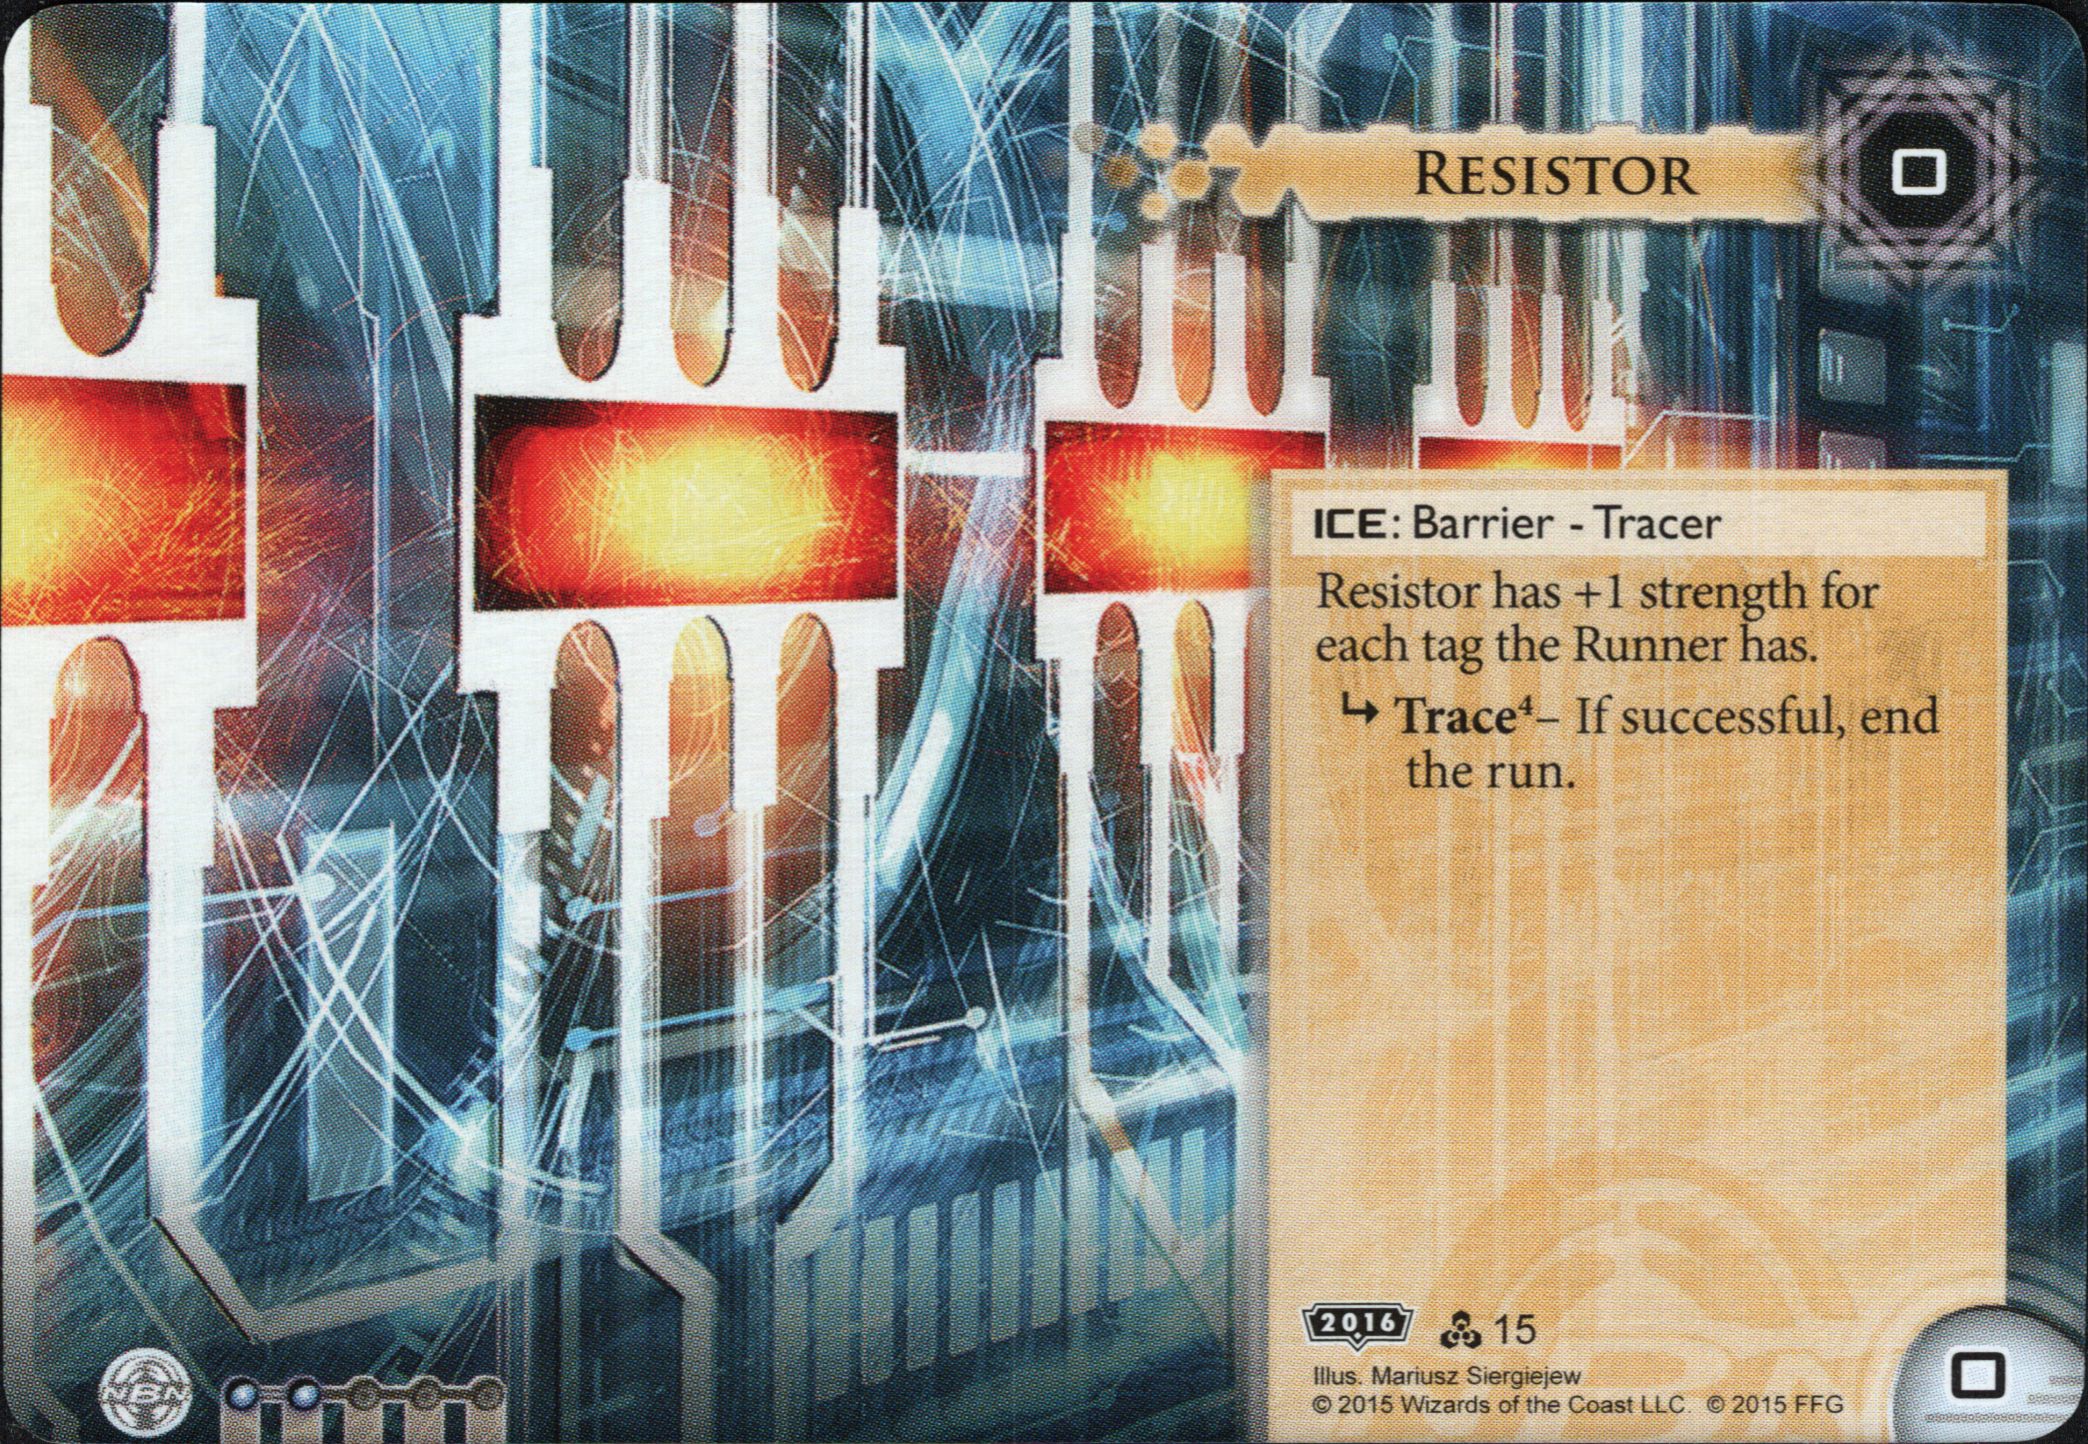 RESISTOR
0
ICE: Barrier - Tracer
Resistor has +1 strength for
each tag the Runner has.
Trace⁴– If successful, end
the run.
2016
15
Illus. Mariusz Siergiejew
© 2015 Wizards of the Coast LLC. © 2015 FFG
NBN
0